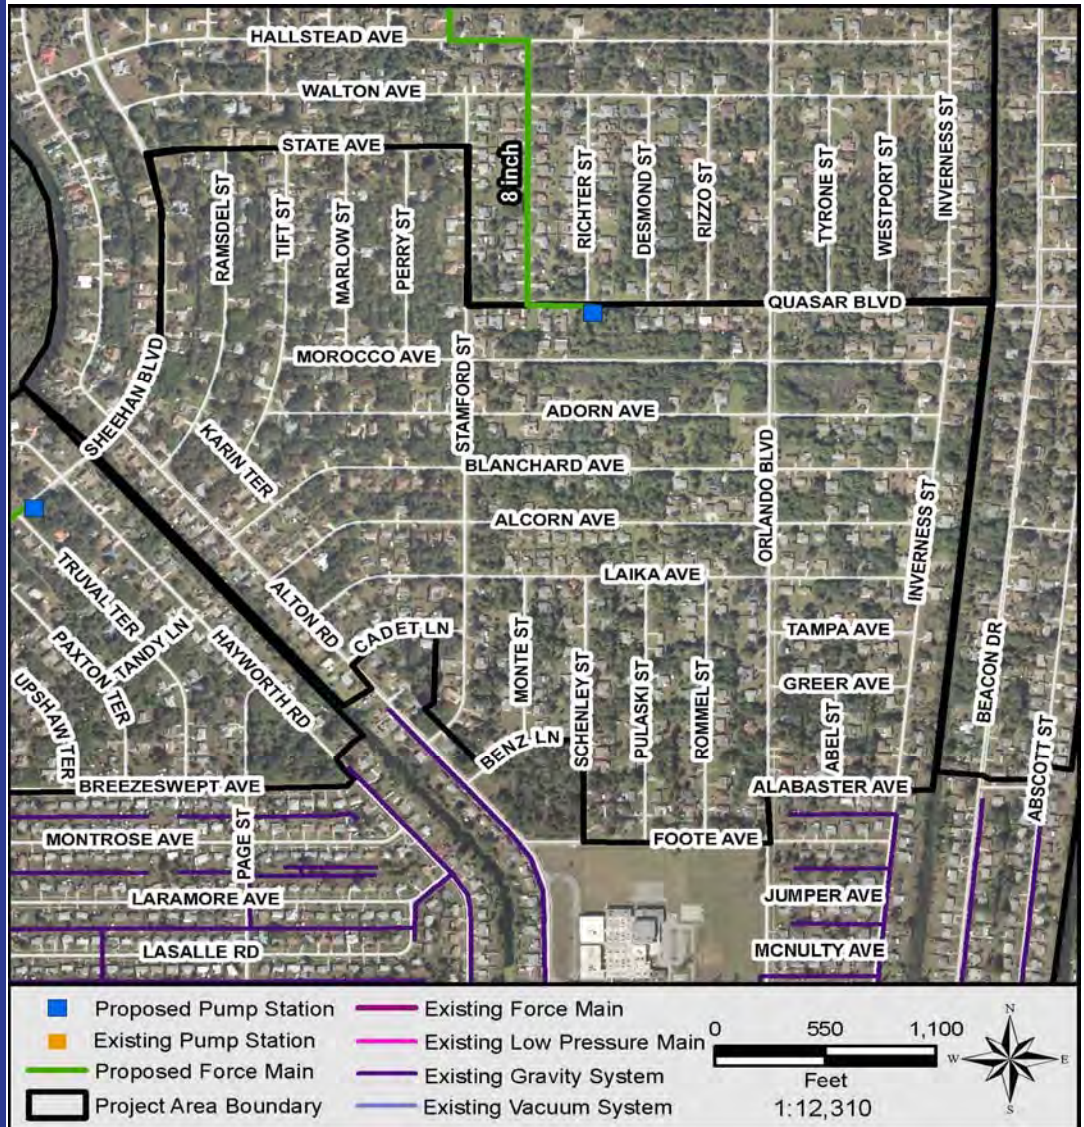 HALLSTEAD AVE
WALTON AVE
STATE AVE
8 inch
RAMSDEL ST
TIFT ST
MARLOW ST
PERRY ST
RICHTER ST
DESMOND ST
RIZZO ST
TYRONE ST
WESTPORT ST
INVERNESS ST
QUASAR BLVD
SHEEHAN BLVD
MOROCCO AVE
STAMFORD ST
ADORN AVE
KARIN TER
BLANCHARD AVE
ORLANDO BLVD
ALCORN AVE
INVERNESS ST
LAIKA AVE
TRUVAL TER
ALTON RD
CADET LN
TAMPA AVE
TANDY LN
PAXTON TER
HAYWORTH RD
MONTE ST
SCHENLEY ST
PULASKI ST
ROMMEL ST
GREER AVE
BEACON DR
UPSHAW TER
BENZ LN
ABEL ST
ABSCOTT ST
BREEZESWEPT AVE
ALABASTER AVE
MONTROSE AVE
PAGE ST
FOOTE AVE
LARAMORE AVE
JUMPER AVE
LASALLE RD
MCNULTY AVE
Proposed Pump Station
Existing Pump Station
Proposed Force Main
Project Area Boundary
Existing Force Main
Existing Low Pressure Main
Existing Gravity System
Existing Vacuum System
0 550 1,100
Feet
1:12,310
N
W E
S